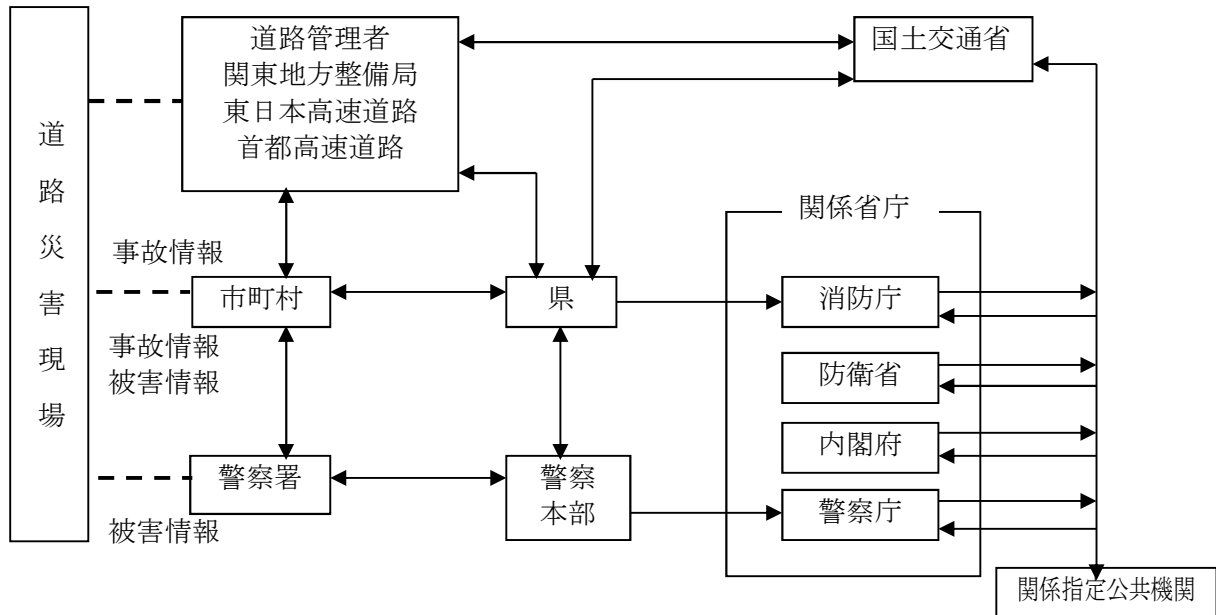 道路災害現場
道路管理者
関東地方整備局
東日本高速道路
首都高速道路
国土交通省
関係省庁
事故情報
市町村
県
消防庁
事故情報
被害情報
防衛省
内閣府
警察署
警察
本部
警察庁
被害情報
関係指定公共機関